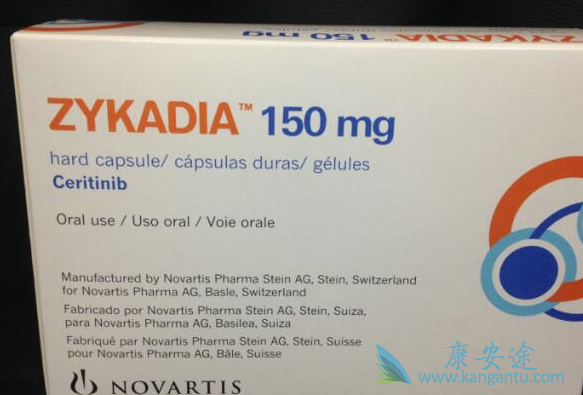 ZYKADIA™ 150 mg
ZYKADIA™ 150 mg
hard capsule/ cápsulas duras/ gélules
Ceritinib
Oral use / Uso oral / Voie orale
Manufactured by Novartis Pharma Stein AG, Stein, Switzerland
for Novartis Pharma AG, Basle, Switzerland
Fabricado por Novartis Pharma Stein AG, Stein, Suiza,
para Novartis Pharma AG, Basilea, Suiza
Fabriqué par Novartis Pharma Stein AG, Stein, Suisse
pour Novartis Pharma AG, Bâle, Suisse
NOVARTIS
康安途
www.kangantu.com